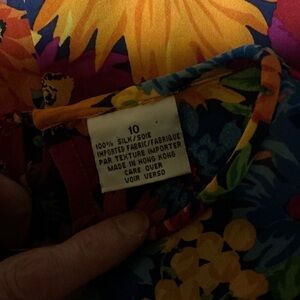 10
100% SILK/SOIE
IMPORTED FABRIC/FABRIQUE
PAR TEXTURE IMPORTER
MADE IN HONG KONG
CARE OVER
VOIR VERSO